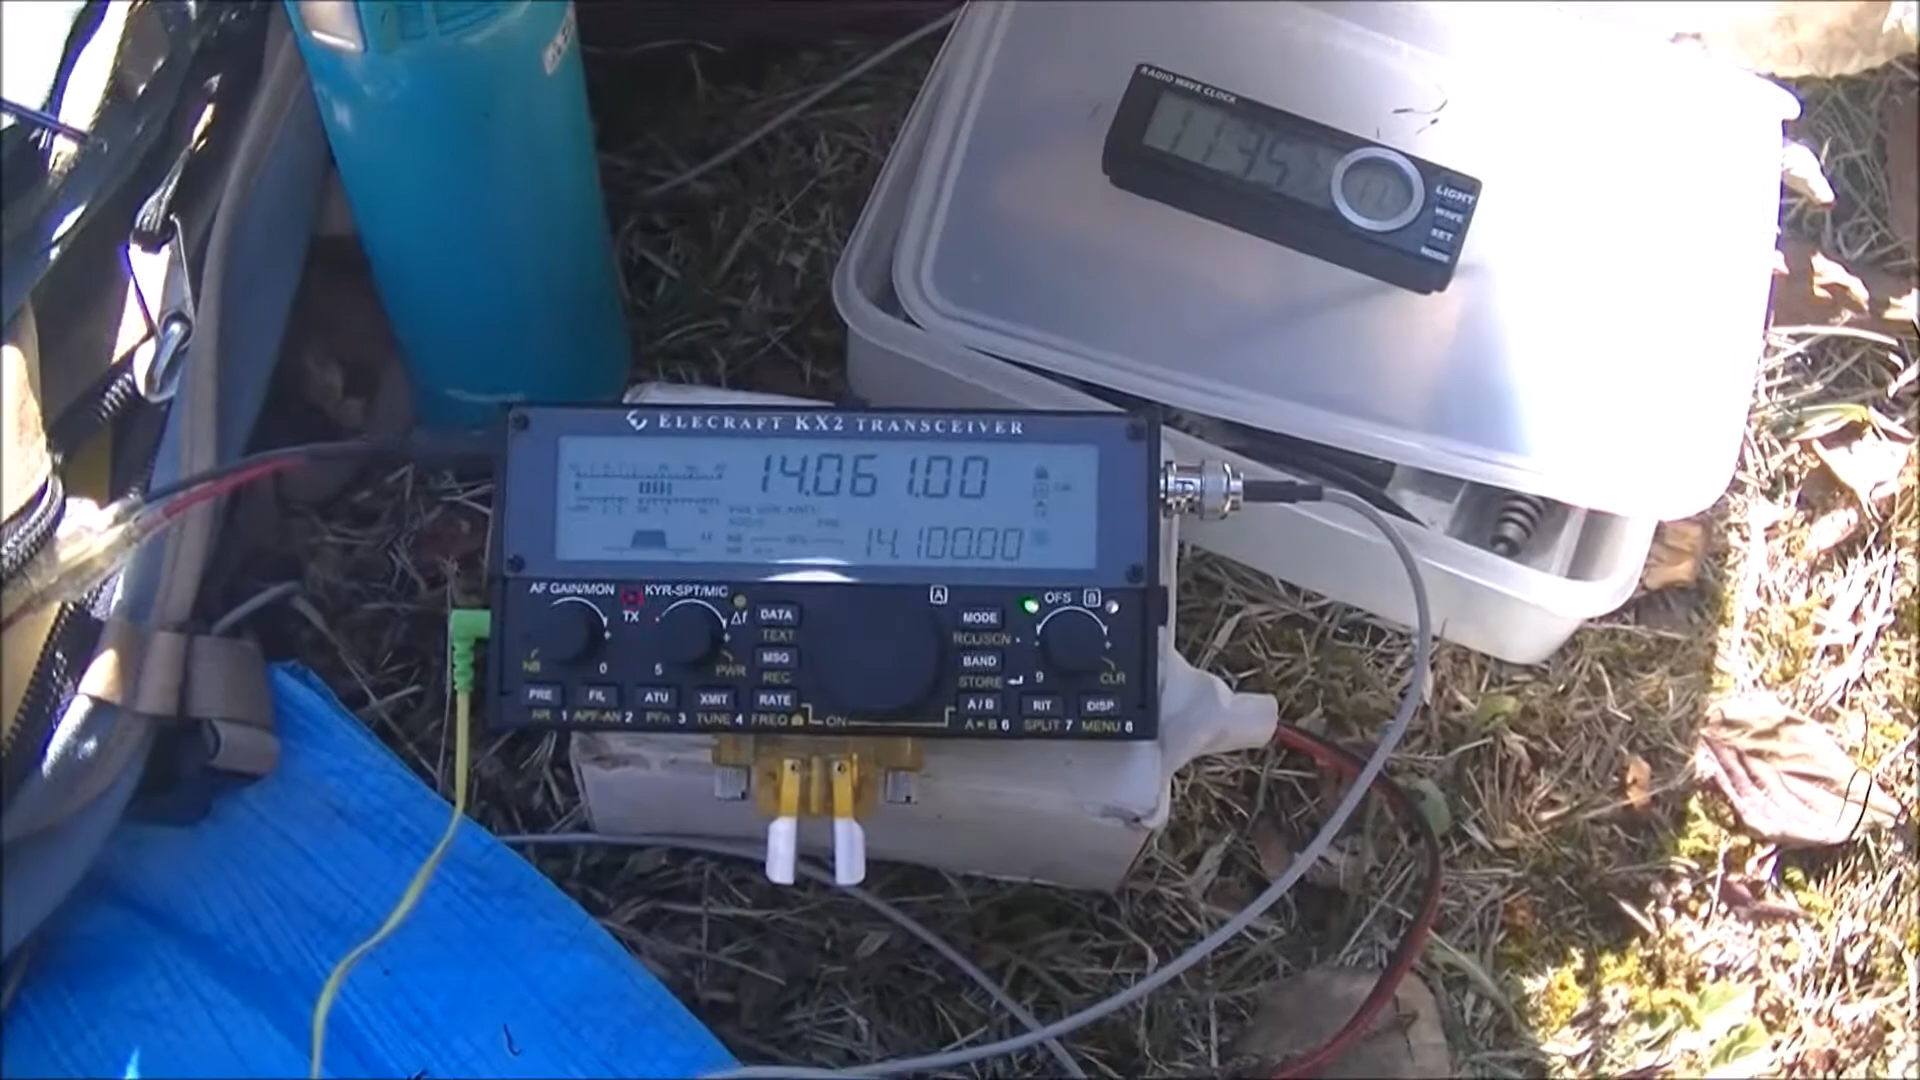 RADIO WAVE CLOCK
LIGHT
WAVE
SET
MODE
ELECRAFT KX2 TRANSCEIVER
14.061.00
14.100.00
AF GAIN/MON
KYR-SPT/MIC
A
OFS B
TX
Δf
DATA
MODE
TEXT
RCL/SCN
+
+
-
+
MSG
BAND
NB
0
5
PWR
REC
STORE
9
CLR
PRE
FIL
ATU
XMIT
RATE
A/B
RIT
DISP
NR 1
APF-AN 2
PFn 3
TUNE 4
FREQ
ON
A▸B 6
SPLIT 7
MENU 8